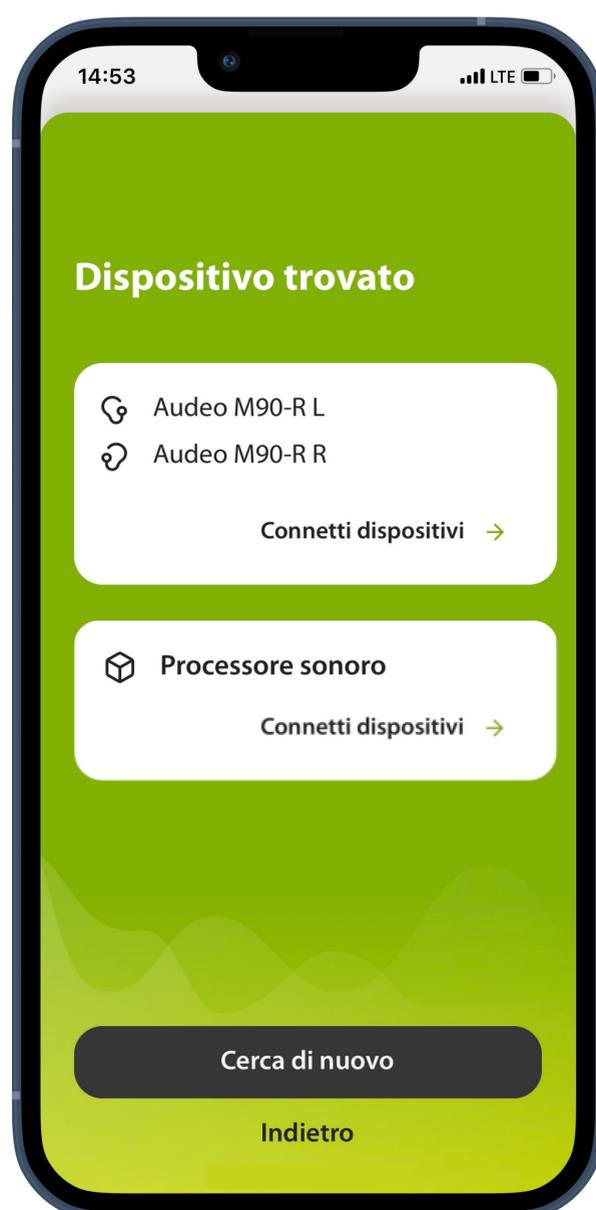 14:53
LTE
Dispositivo trovato
Audeo M90-R L
Audeo M90-R R
Connetti dispositivi
Processore sonoro
Connetti dispositivi
Cerca di nuovo
Indietro